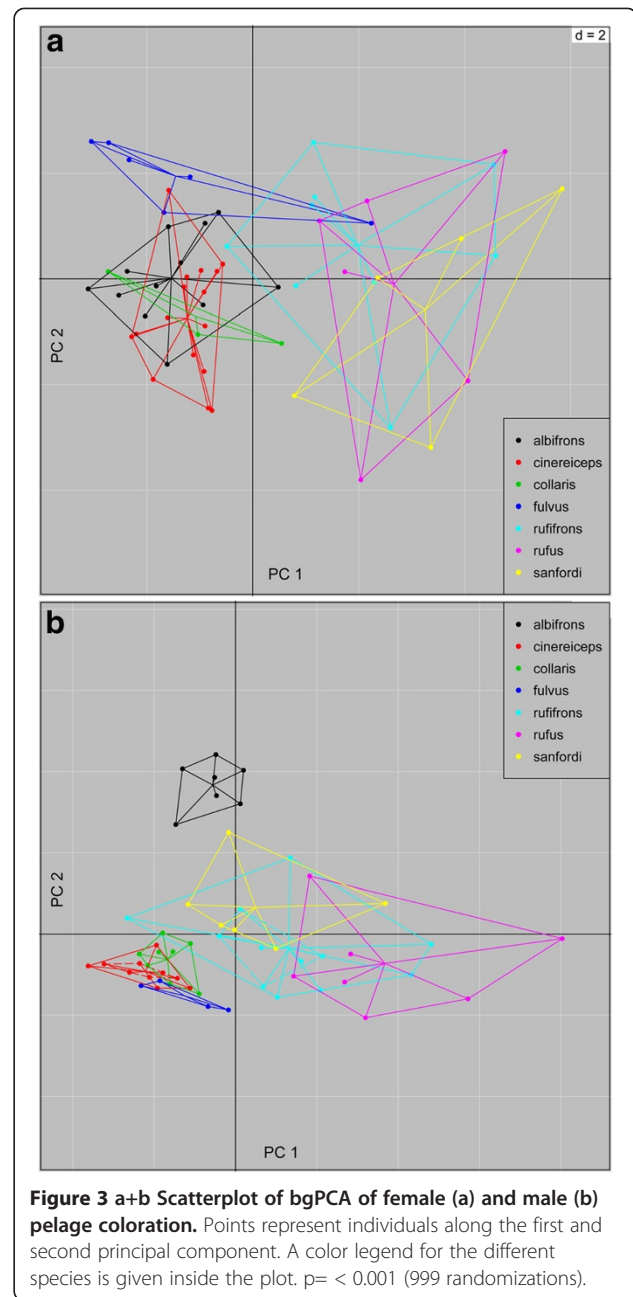 a
d = 2
PC 2
PC 1
albifrons
cinereiceps
collaris
fulvus
rufifrons
rufus
sanfordi
b
albifrons
cinereiceps
collaris
fulvus
rufifrons
rufus
sanfordi
PC 2
PC 1
Figure 3 a+b Scatterplot of bgPCA of female (a) and male (b)
pelage coloration. Points represent individuals along the first and
second principal component. A color legend for the different
species is given inside the plot. p= < 0.001 (999 randomizations).